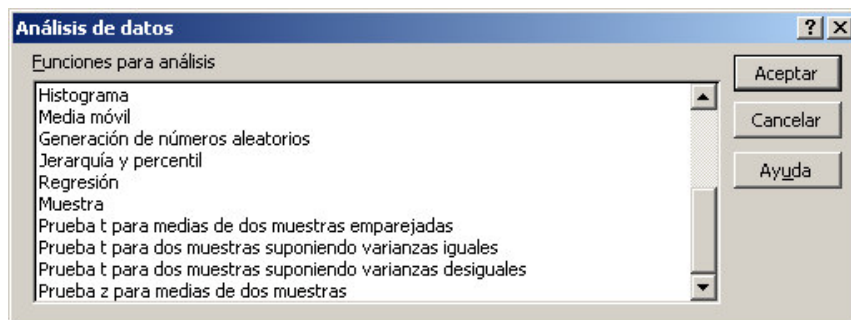 Análisis de datos
Funciones para análisis
Histograma
Media móvil
Generación de números aleatorios
Jerarquía y percentil
Regresión
Muestra
Prueba t para medias de dos muestras emparejadas
Prueba t para dos muestras suponiendo varianzas iguales
Prueba t para dos muestras suponiendo varianzas desiguales
Prueba z para medias de dos muestras
Aceptar
Cancelar
Ayuda